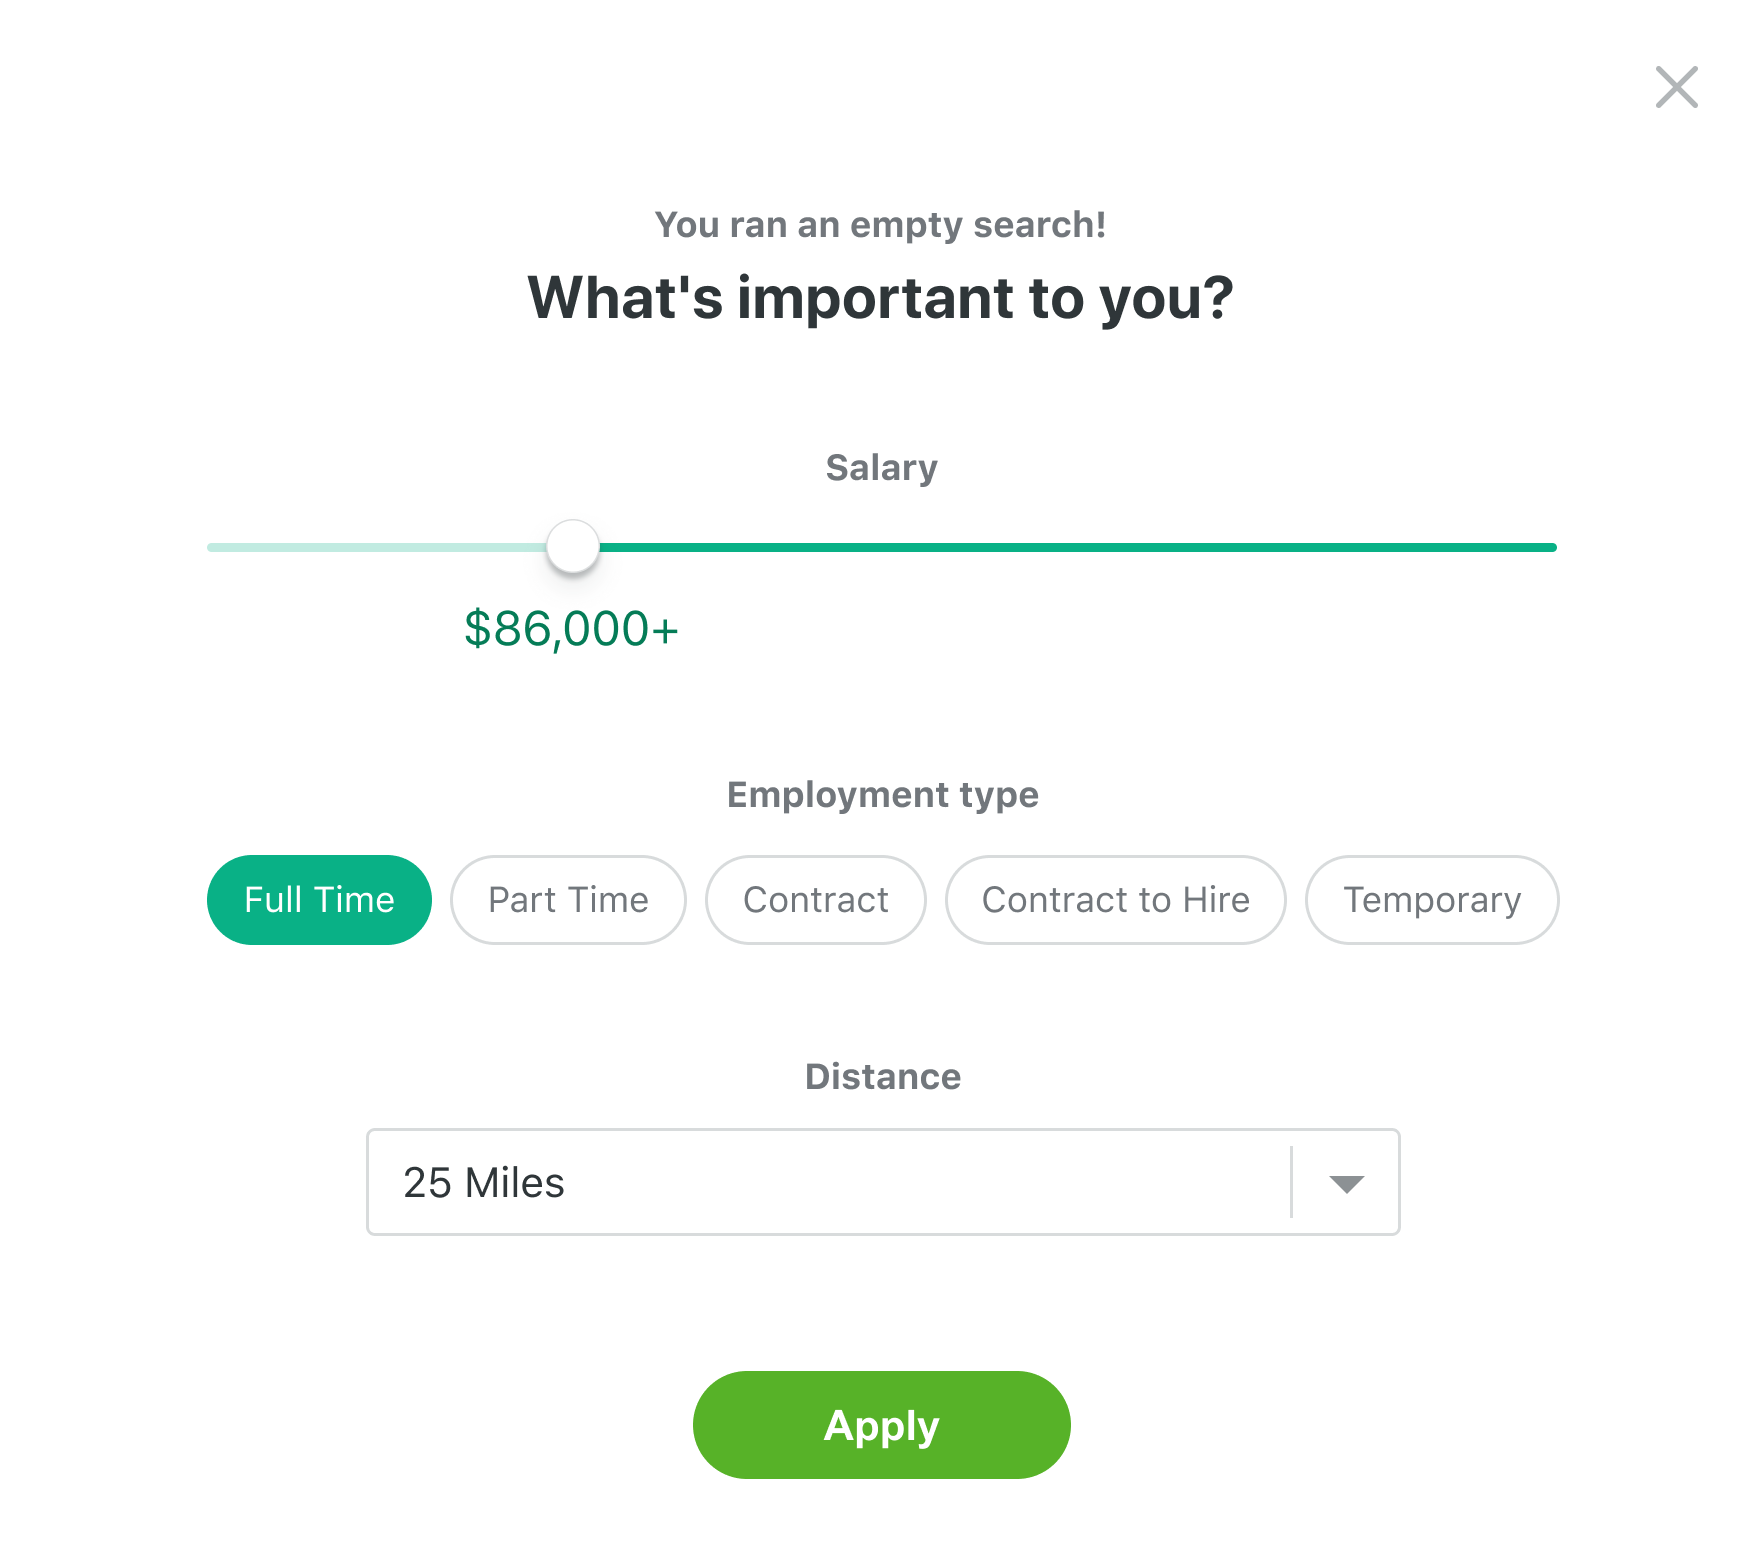 You ran an empty search!
What's important to you?
Salary
$86,000+
Employment type
Full Time Part Time Contract Contract to Hire Temporary
Distance
25 Miles
Apply